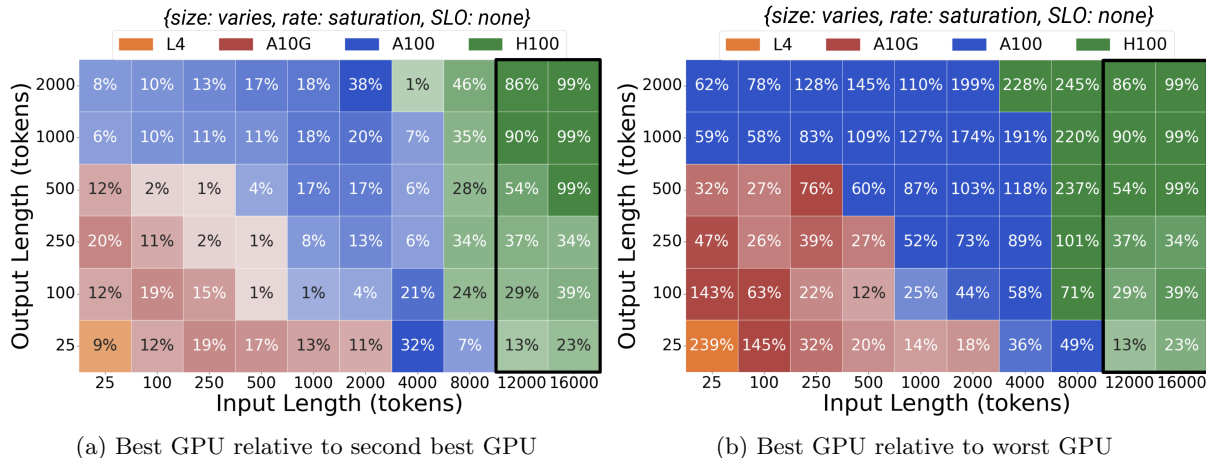 {size: varies, rate: saturation, SLO: none}
L4 A10G A100 H100
Output Length (tokens)
2000 8% 10% 13% 17% 18% 38% 1% 46% 86% 99%
1000 6% 10% 11% 11% 18% 20% 7% 35% 90% 99%
500 12% 2% 1% 4% 17% 17% 6% 28% 54% 99%
250 20% 11% 2% 1% 8% 13% 6% 34% 37% 34%
100 12% 19% 15% 1% 1% 4% 21% 24% 29% 39%
25 9% 12% 19% 17% 13% 11% 32% 7% 13% 23%
25 100 250 500 1000 2000 4000 8000 12000 16000
Input Length (tokens)
(a) Best GPU relative to second best GPU
{size: varies, rate: saturation, SLO: none}
L4 A10G A100 H100
Output Length (tokens)
2000 62% 78% 128% 145% 110% 199% 228% 245% 86% 99%
1000 59% 58% 83% 109% 127% 174% 191% 220% 90% 99%
500 32% 27% 76% 60% 87% 103% 118% 237% 54% 99%
250 47% 26% 39% 27% 52% 73% 89% 101% 37% 34%
100 143% 63% 22% 12% 25% 44% 58% 71% 29% 39%
25 239% 145% 32% 20% 14% 18% 36% 49% 13% 23%
25 100 250 500 1000 2000 4000 8000 12000 16000
Input Length (tokens)
(b) Best GPU relative to worst GPU